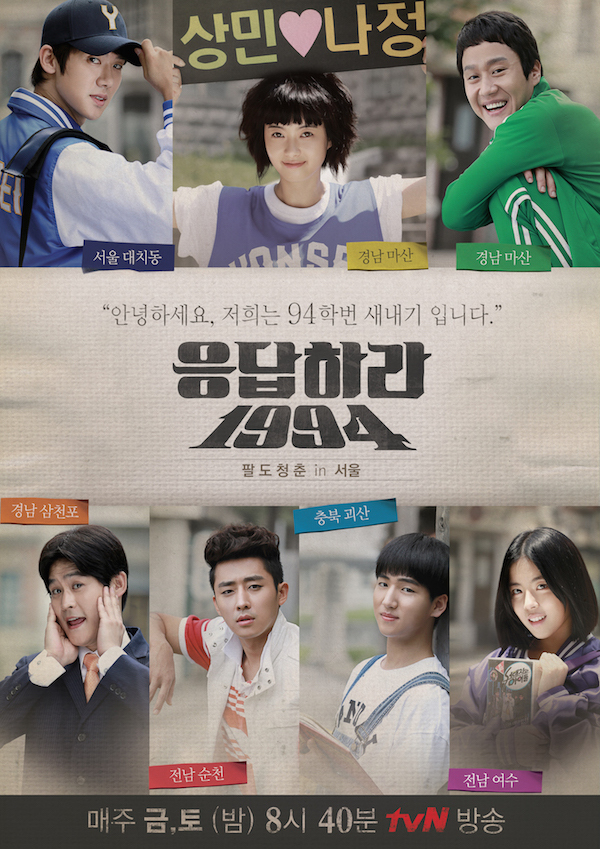 Y
상민♥나정
YONSE
서울 대치동
경남 마산
경남 마산
“안녕하세요, 저희는 94학번 새내기 입니다.”
응답하라
1994
팔도청춘 in 서울
경남 삼천포
충북 괴산
전남 순천
전남 여수
매주 금,토 (밤) 8시 40분 tvN 방송